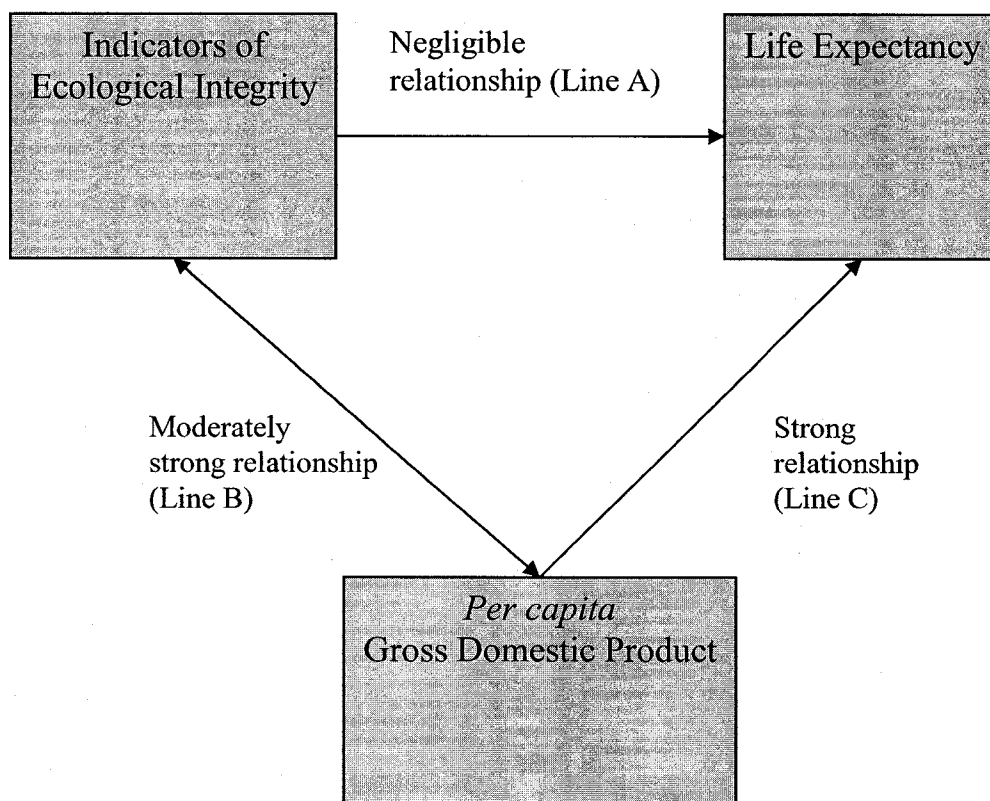 Indicators of
Ecological Integrity
Negligible
relationship (Line A)
Life Expectancy
Moderately
strong relationship
(Line B)
Strong
relationship
(Line C)
Per capita
Gross Domestic Product